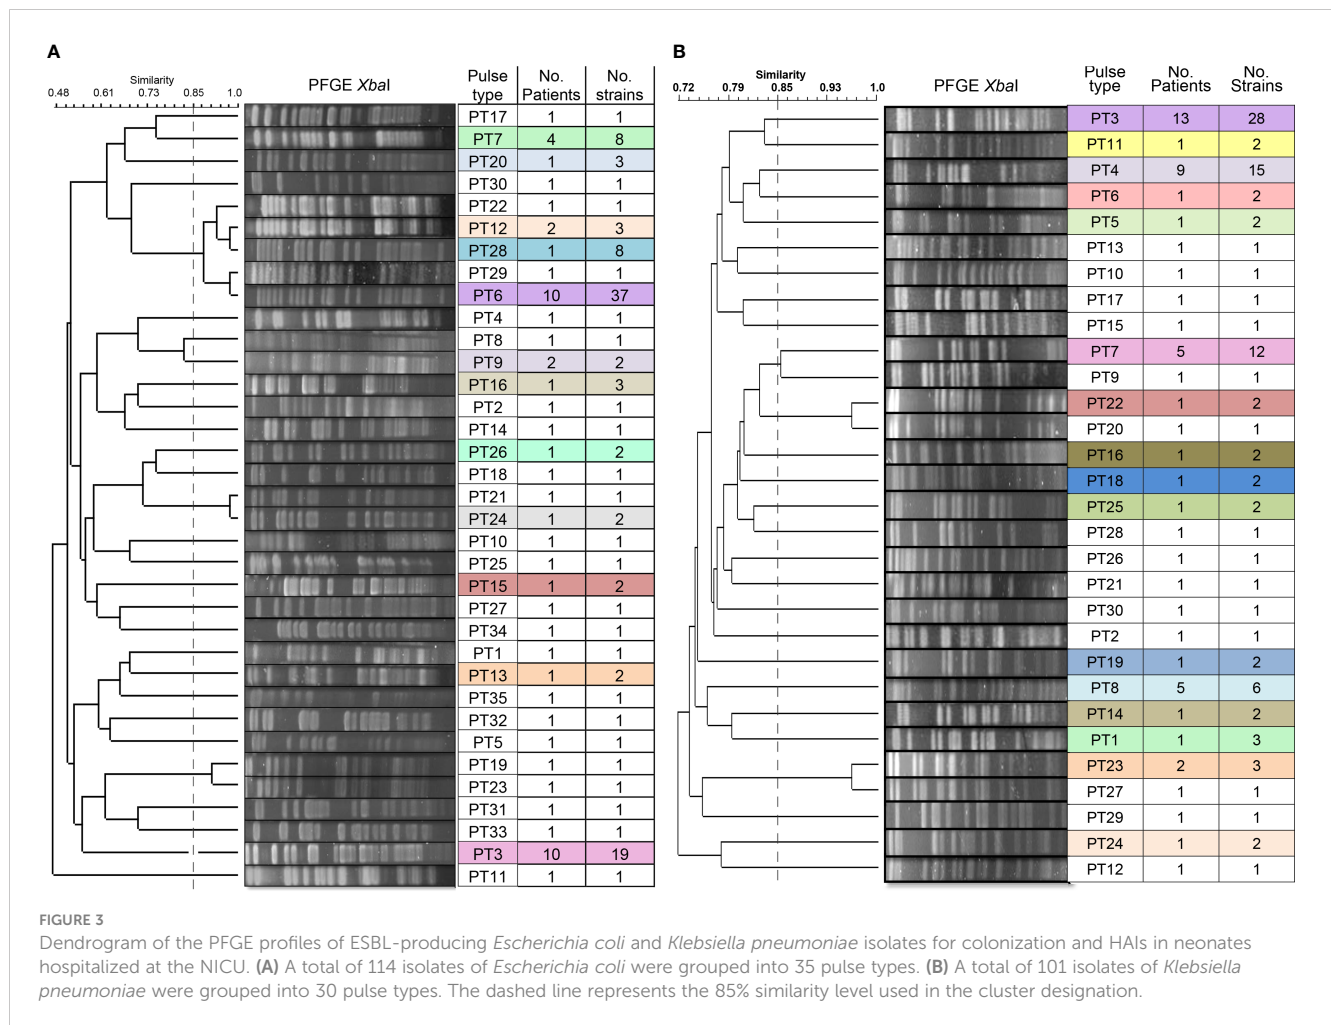 A
Similarity
0.48 0.61 0.73 0.85 1.0
PFGE XbaI
Pulse type No. Patients No. strains
PT17 1 1
PT7 4 8
PT20 1 3
PT30 1 1
PT22 1 1
PT12 2 3
PT28 1 8
PT29 1 1
PT6 10 37
PT4 1 1
PT8 1 1
PT9 2 2
PT16 1 3
PT2 1 1
PT14 1 1
PT26 1 2
PT18 1 1
PT21 1 1
PT24 1 2
PT10 1 1
PT25 1 1
PT15 1 2
PT27 1 1
PT34 1 1
PT1 1 1
PT13 1 2
PT35 1 1
PT32 1 1
PT5 1 1
PT19 1 1
PT23 1 1
PT31 1 1
PT33 1 1
PT3 10 19
PT11 1 1
B
Similarity
0.72 0.79 0.85 0.93 1.0
PFGE XbaI
Pulse type No. Patients No. Strains
PT3 13 28
PT11 1 2
PT4 9 15
PT6 1 2
PT5 1 2
PT13 1 1
PT10 1 1
PT17 1 1
PT15 1 1
PT7 5 12
PT9 1 1
PT22 1 2
PT20 1 1
PT16 1 2
PT18 1 2
PT25 1 2
PT28 1 1
PT26 1 1
PT21 1 1
PT30 1 1
PT2 1 1
PT19 1 2
PT8 5 6
PT14 1 2
PT1 1 3
PT23 2 3
PT27 1 1
PT29 1 1
PT24 1 2
PT12 1 1
FIGURE 3
Dendrogram of the PFGE profiles of ESBL-producing Escherichia coli and Klebsiella pneumoniae isolates for colonization and HAIs in neonates
hospitalized at the NICU. (A) A total of 114 isolates of Escherichia coli were grouped into 35 pulse types. (B) A total of 101 isolates of Klebsiella
pneumoniae were grouped into 30 pulse types. The dashed line represents the 85% similarity level used in the cluster designation.